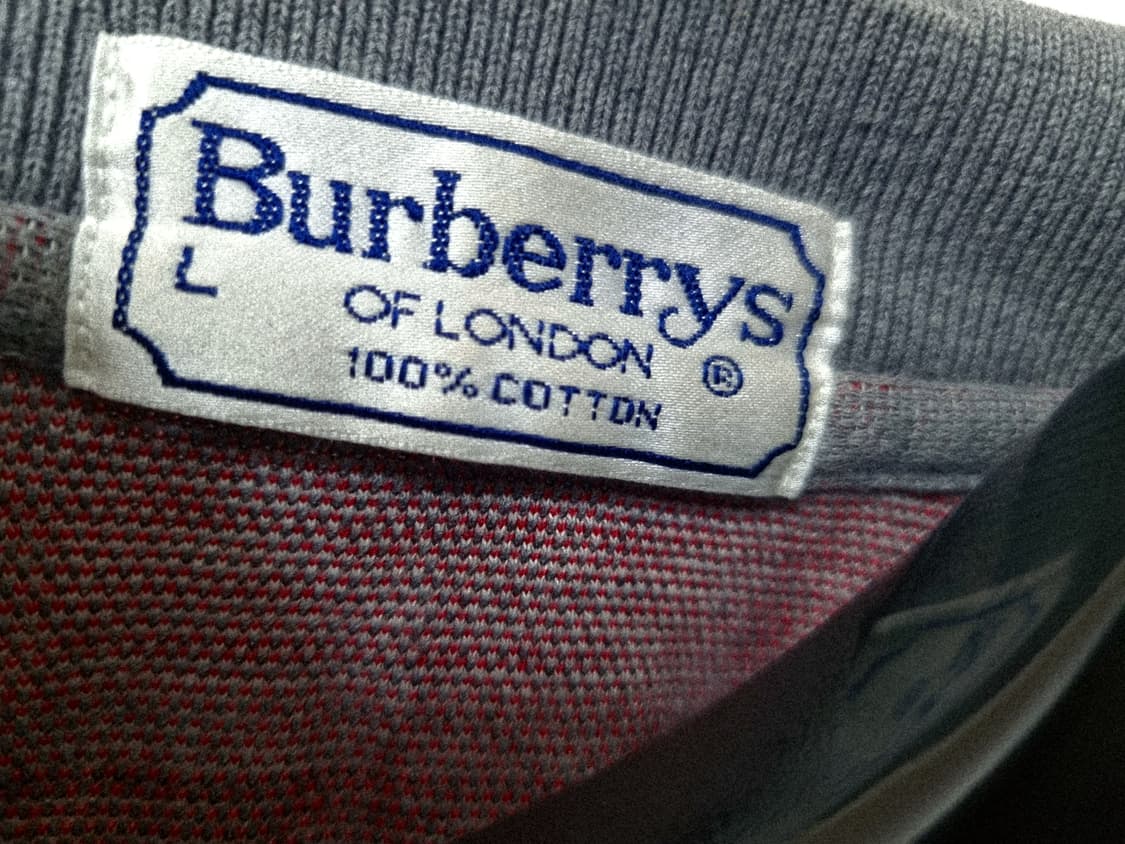 Burberrys
L
OF LONDON
100% COTTON ®